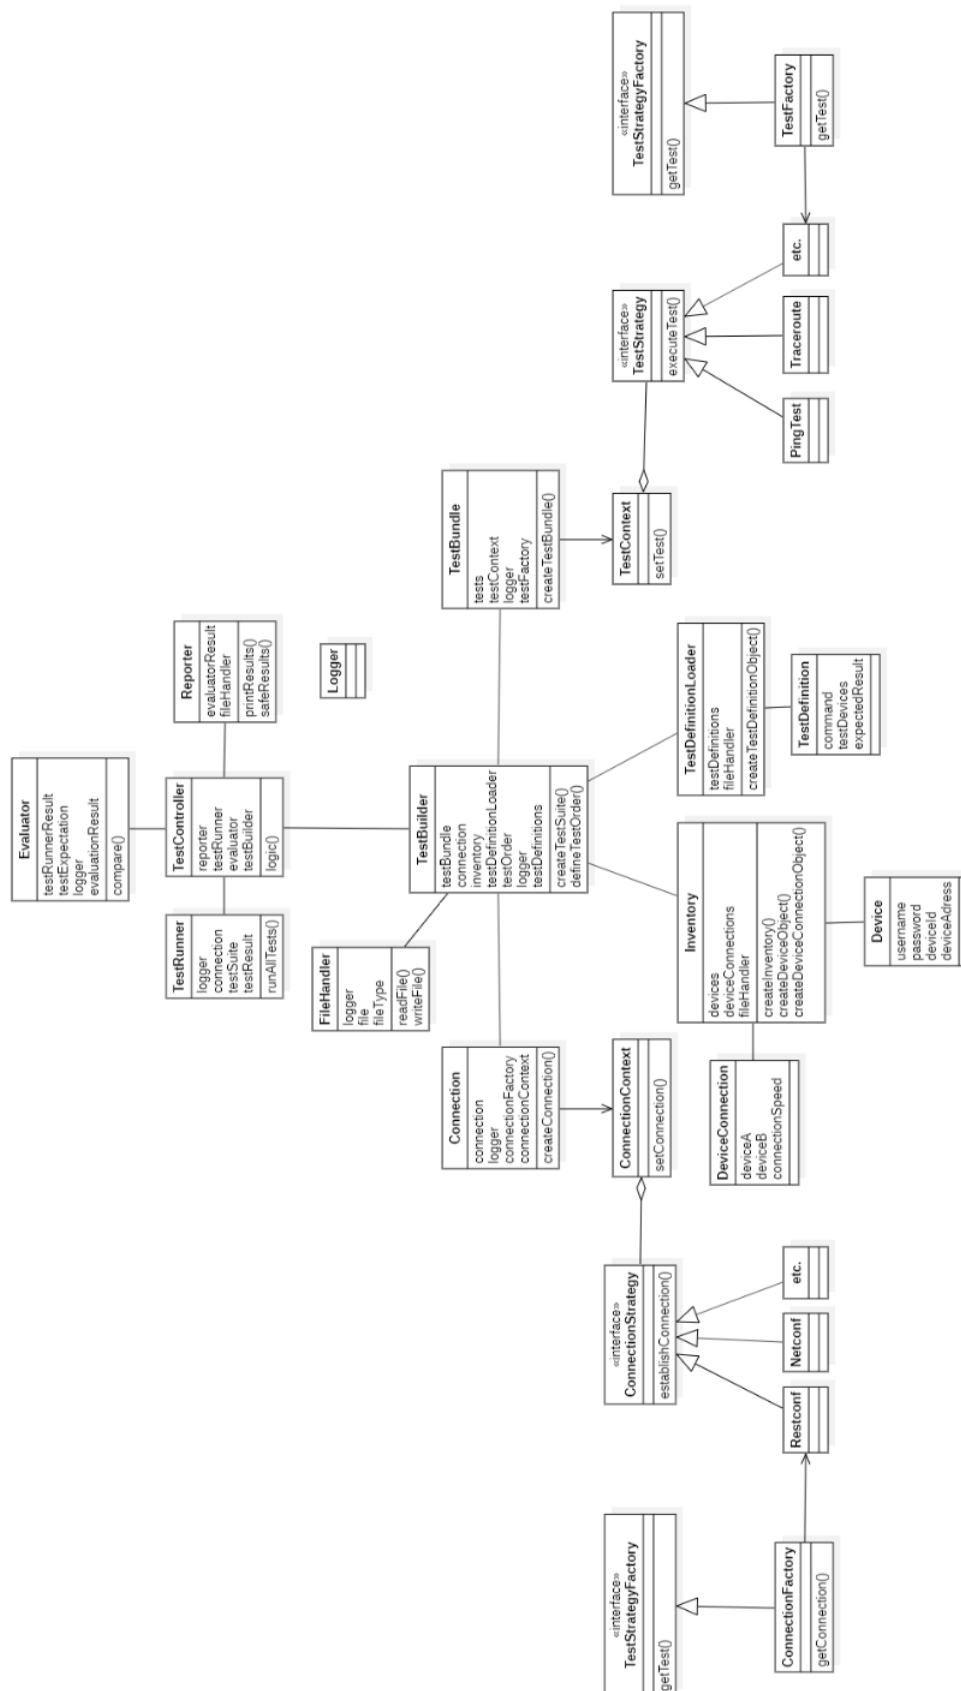 Evaluator
testRunnerResult
testExpectation
logger
evaluationResult
compare()
TestRunner
logger
connection
testSuite
testResult
runAllTests()
TestController
reporter
testRunner
evaluator
testBuilder
logic()
Reporter
evaluatorResult
fileHandler
printResults()
safeResults()
Logger
FileHandler
logger
file
fileType
readFile()
writeFile()
TestBuilder
testBundle
connection
inventory
testDefinitionLoader
testOrder
logger
testDefinitions
createTestSuite()
defineTestOrder()
Connection
connection
logger
connectionFactory
connectionContext
createConnection()
TestBundle
tests
testContext
logger
testFactory
createTestBundle()
«interface»
TestStrategyFactory
getTest()
«interface»
ConnectionStrategy
establishConnection()
ConnectionContext
setConnection()
Inventory
devices
deviceConnections
fileHandler
createInventory()
createDeviceObject()
createDeviceConnectionObject()
TestDefinitionLoader
testDefinitions
fileHandler
createTestDefinitionObject()
TestContext
setTest()
«interface»
TestStrategy
executeTest()
«interface»
TestStrategyFactory
getTest()
ConnectionFactory
getConnection()
Restconf
Netconf
etc.
DeviceConnection
deviceA
deviceB
connectionSpeed
Device
username
password
deviceId
deviceAdress
TestDefinition
command
testDevices
expectedResult
PingTest
Traceroute
etc.
TestFactory
getTest()